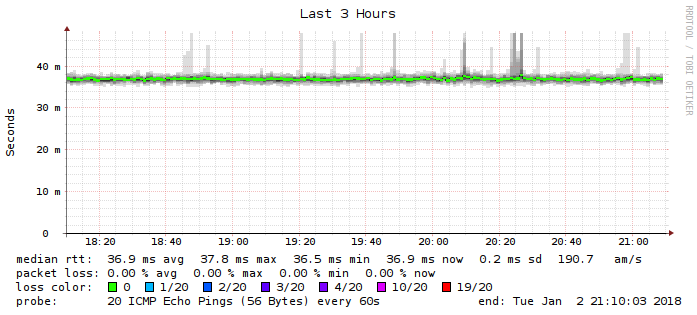 Last 3 Hours
RRDTOOL / TOBI OETIKER
Seconds
40 m
30 m
20 m
10 m
0
18:20 18:40 19:00 19:20 19:40 20:00 20:20 20:40 21:00
median rtt: 36.9 ms avg 37.8 ms max 36.5 ms min 36.9 ms now 0.2 ms sd 190.7 am/s
packet loss: 0.00 % avg 0.00 % max 0.00 % min 0.00 % now
loss color: 0 1/20 2/20 3/20 4/20 10/20 19/20
probe: 20 ICMP Echo Pings (56 Bytes) every 60s end: Tue Jan 2 21:10:03 2018